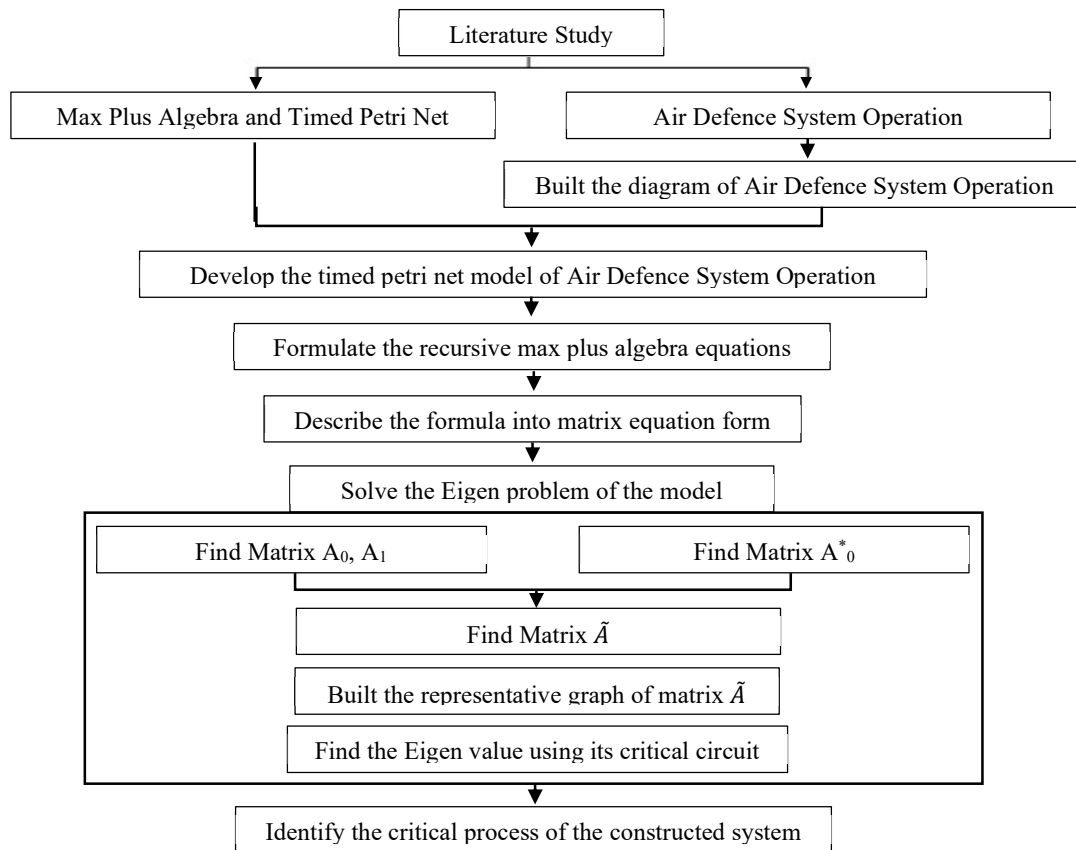 Literature Study
Max Plus Algebra and Timed Petri Net
Air Defence System Operation
Built the diagram of Air Defence System Operation
Develop the timed petri net model of Air Defence System Operation
Formulate the recursive max plus algebra equations
Describe the formula into matrix equation form
Solve the Eigen problem of the model
Find Matrix A₀, A₁
Find Matrix A*₀
Find Matrix Ã
Built the representative graph of matrix Ã
Find the Eigen value using its critical circuit
Identify the critical process of the constructed system